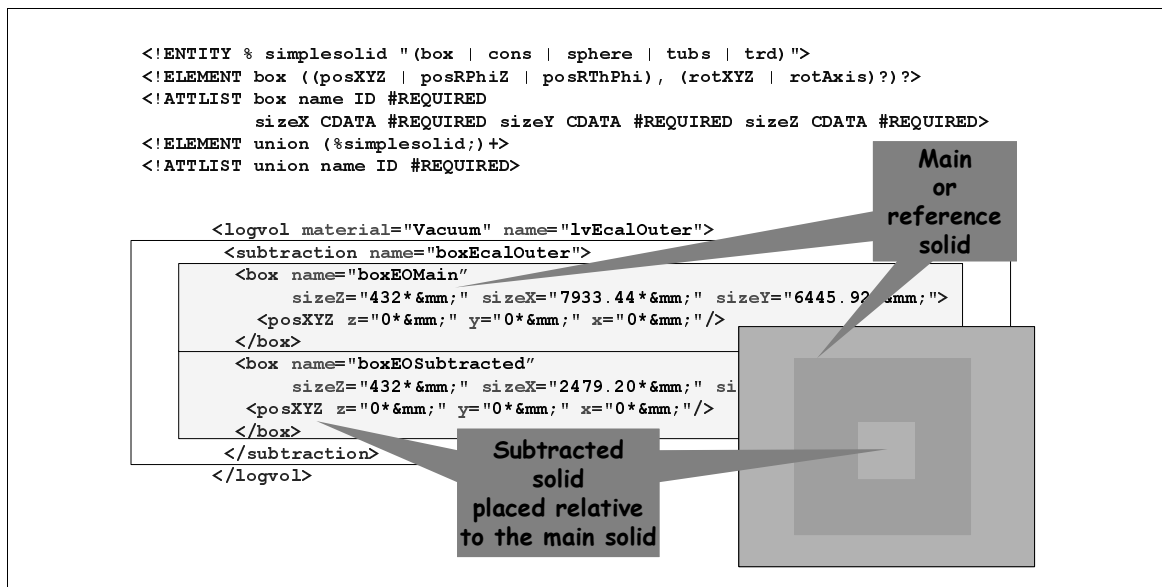 <!ENTITY % simplesolid "(box | cons | sphere | tubs | trd)">
<!ELEMENT box ((posXYZ | posRPhiZ | posRThPhi), (rotXYZ | rotAxis)?)?>
<!ATTLIST box name ID #REQUIRED
sizeX CDATA #REQUIRED sizeY CDATA #REQUIRED sizeZ CDATA #REQUIRED>
<!ELEMENT union (%simplesolid;)+>
<!ATTLIST union name ID #REQUIRED>
Main
or
reference
solid
<logvol material="Vacuum" name="lvEcalOuter">
<subtraction name="boxEcalOuter">
<box name="boxEOMain”
sizeZ="432*&mm;" sizeX="7933.44*&mm;" sizeY="6445.92*&mm;">
<posXYZ z="0*&mm;" y="0*&mm;" x="0*&mm;"/>
</box>
<box name="boxEOSubtracted”
sizeZ="432*&mm;" sizeX="2479.20*&mm;" si
<posXYZ z="0*&mm;" y="0*&mm;" x="0*&mm;"/>
</box>
</subtraction>
</logvol>
Subtracted
solid
placed relative
to the main solid